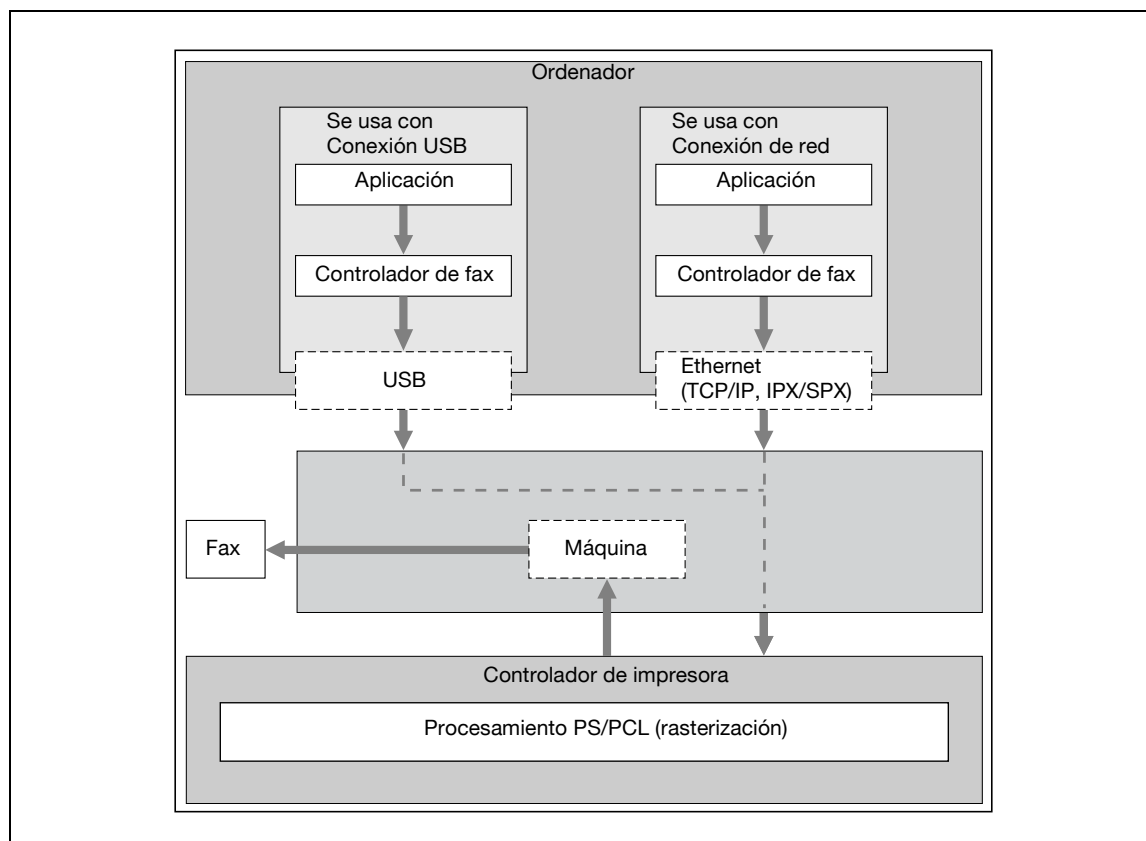 Ordenador
Se usa con
Conexión USB
Aplicación
Controlador de fax
USB
Se usa con
Conexión de red
Aplicación
Controlador de fax
Ethernet
(TCP/IP, IPX/SPX)
Fax
Máquina
Controlador de impresora
Procesamiento PS/PCL (rasterización)